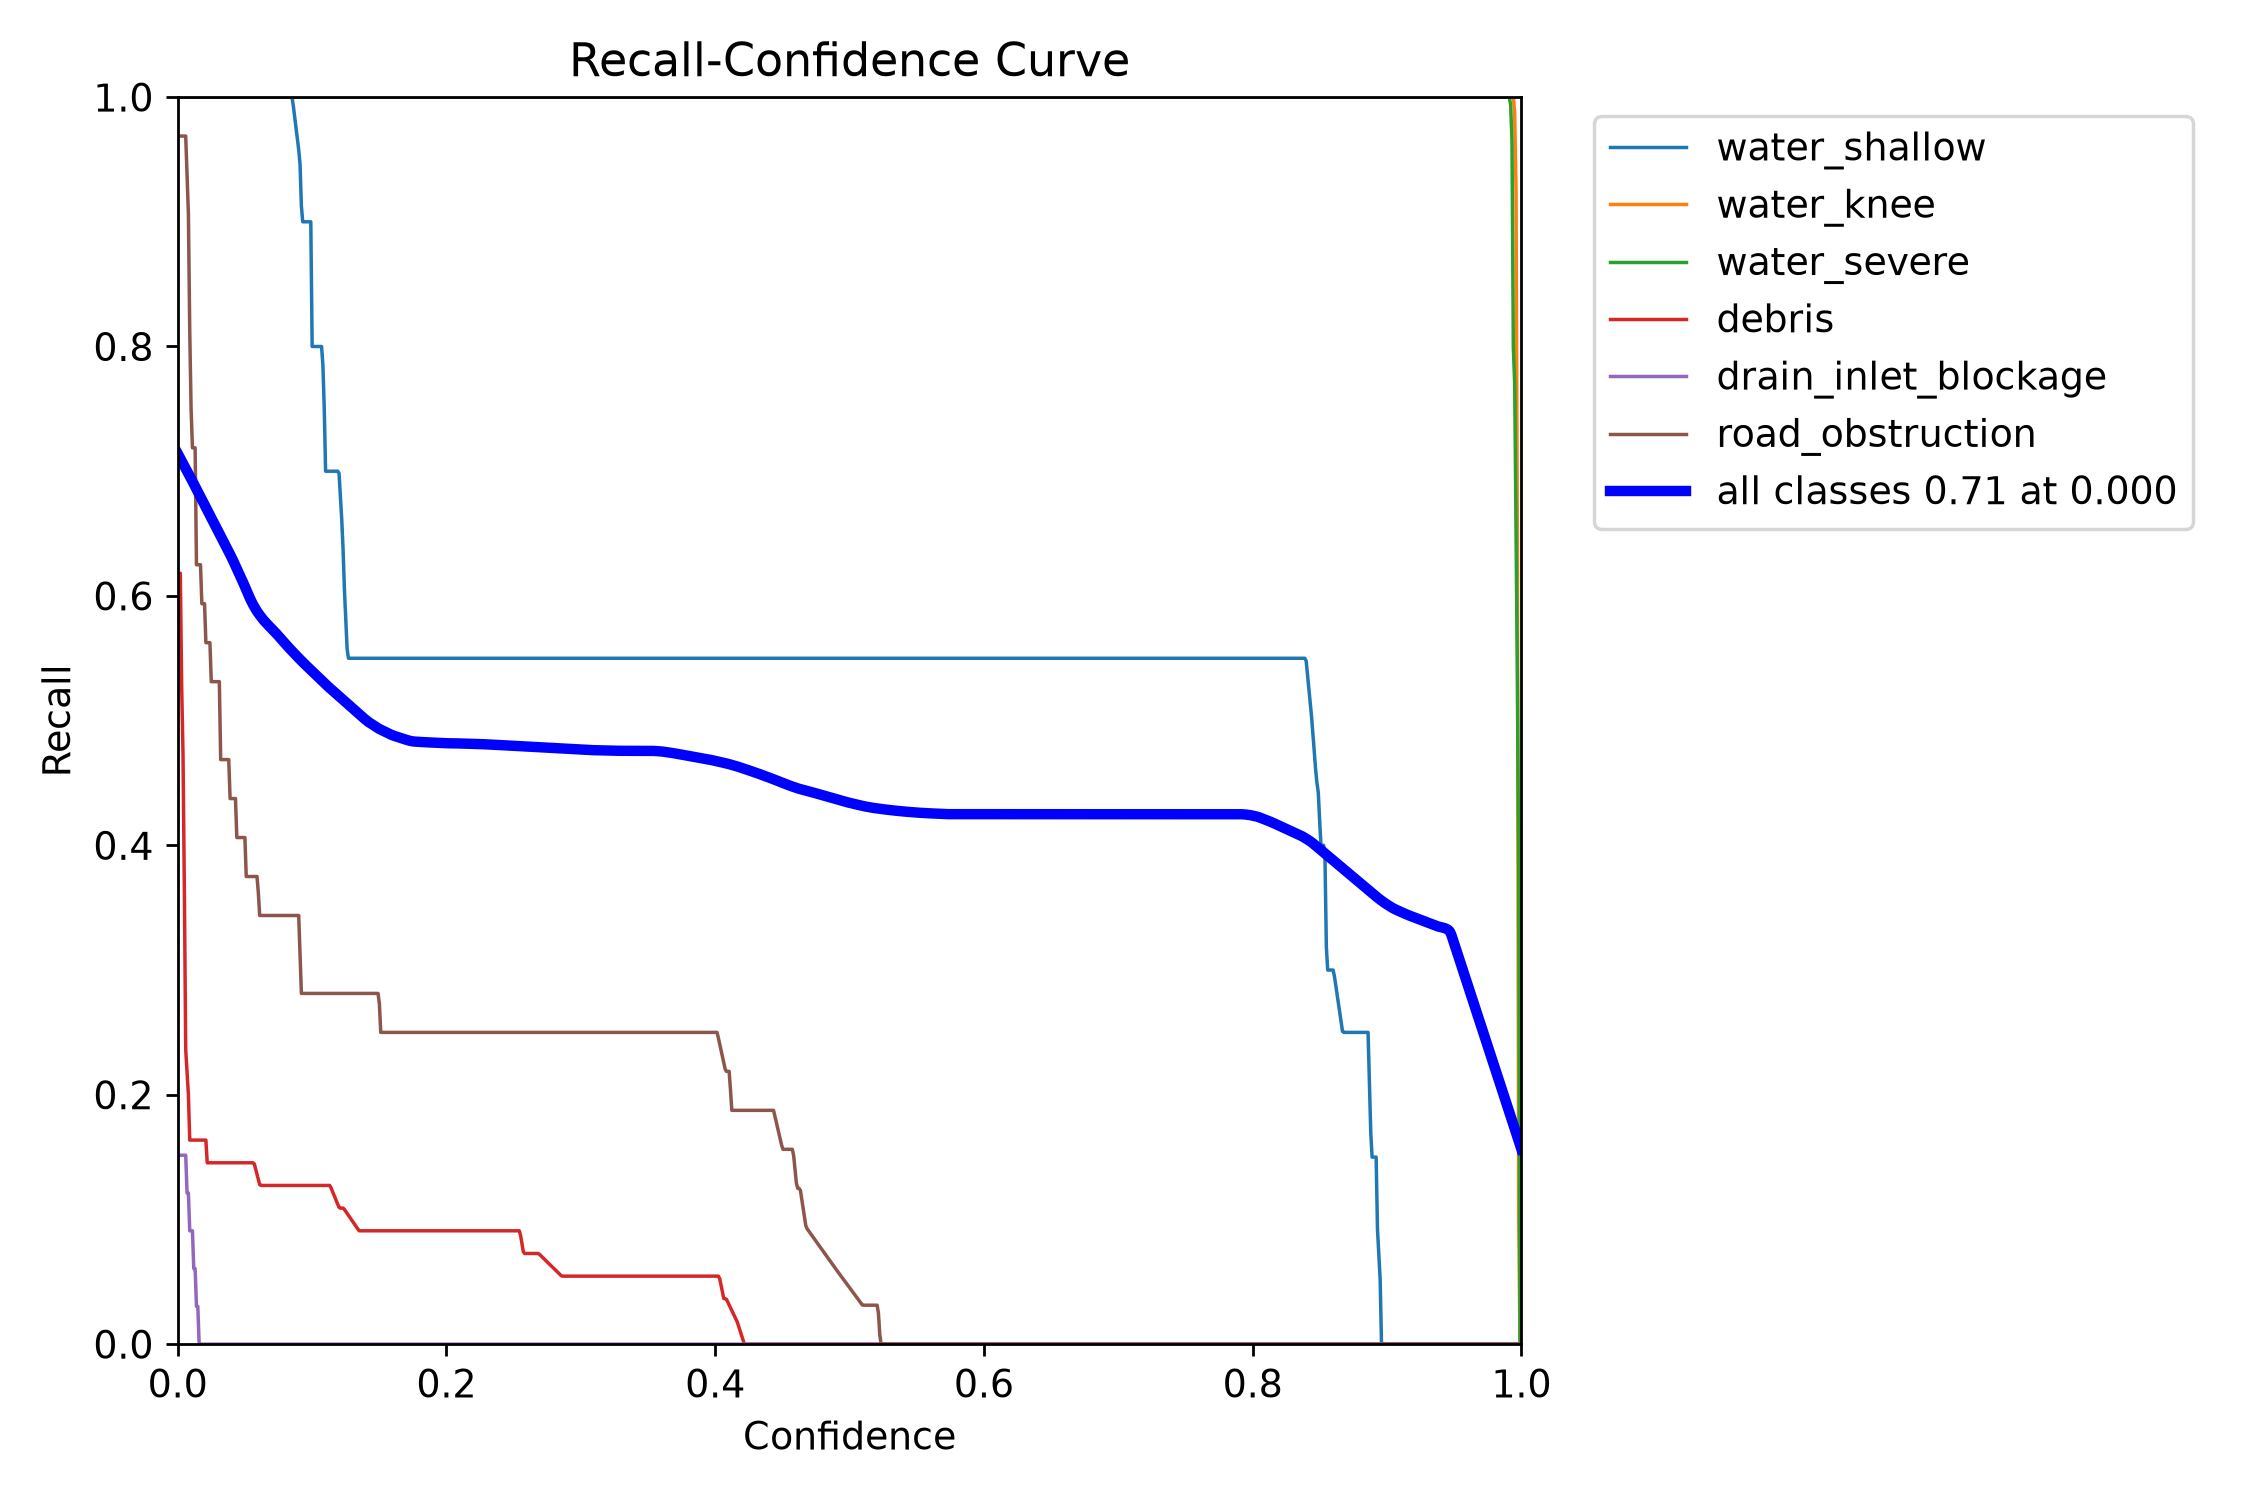 Recall-Confidence Curve
1.0
0.8
0.6
0.4
0.2
0.0
Recall
0.0 0.2 0.4 0.6 0.8 1.0
Confidence
water_shallow
water_knee
water_severe
debris
drain_inlet_blockage
road_obstruction
all classes 0.71 at 0.000